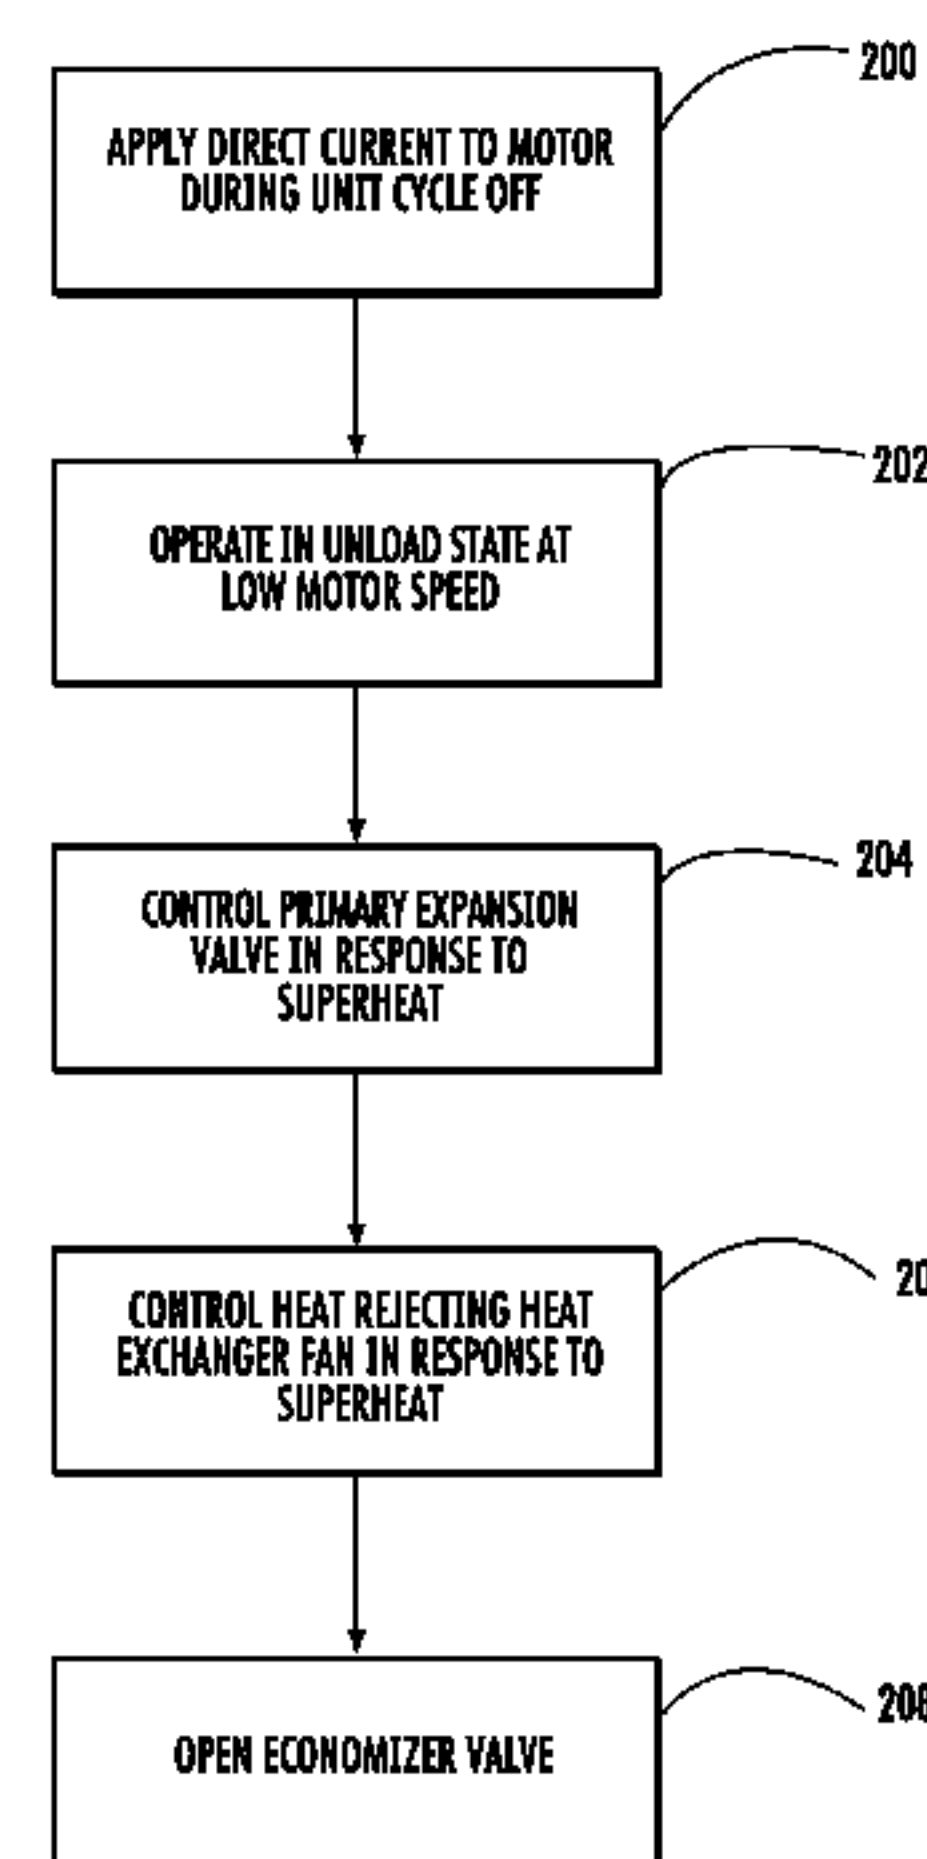 200
APPLY DIRECT CURRENT TO MOTOR
DURING UNIT CYCLE OFF
202
OPERATE IN UNLOAD STATE AT
LOW MOTOR SPEED
204
CONTROL PRIMARY EXPANSION
VALVE IN RESPONSE TO
SUPERHEAT
CONTROL HEAT REJECTING HEAT
EXCHANGER FAN IN RESPONSE TO
SUPERHEAT
208
OPEN ECONOMIZER VALVE